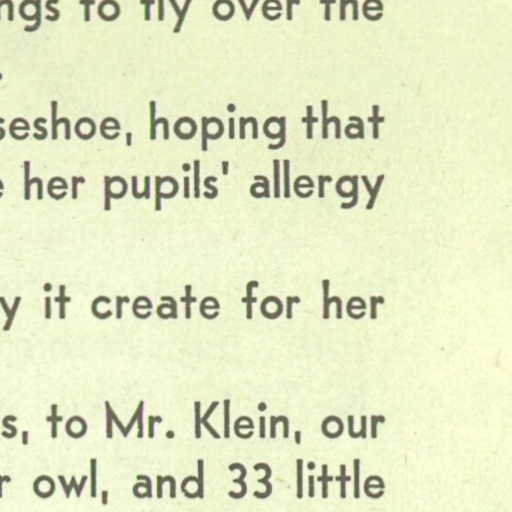 ngs to fly over the
.
seshoe, hoping that
her pupils' allergy
y it create for her
s, to Mr. Klein, our
r owl, and 33 little